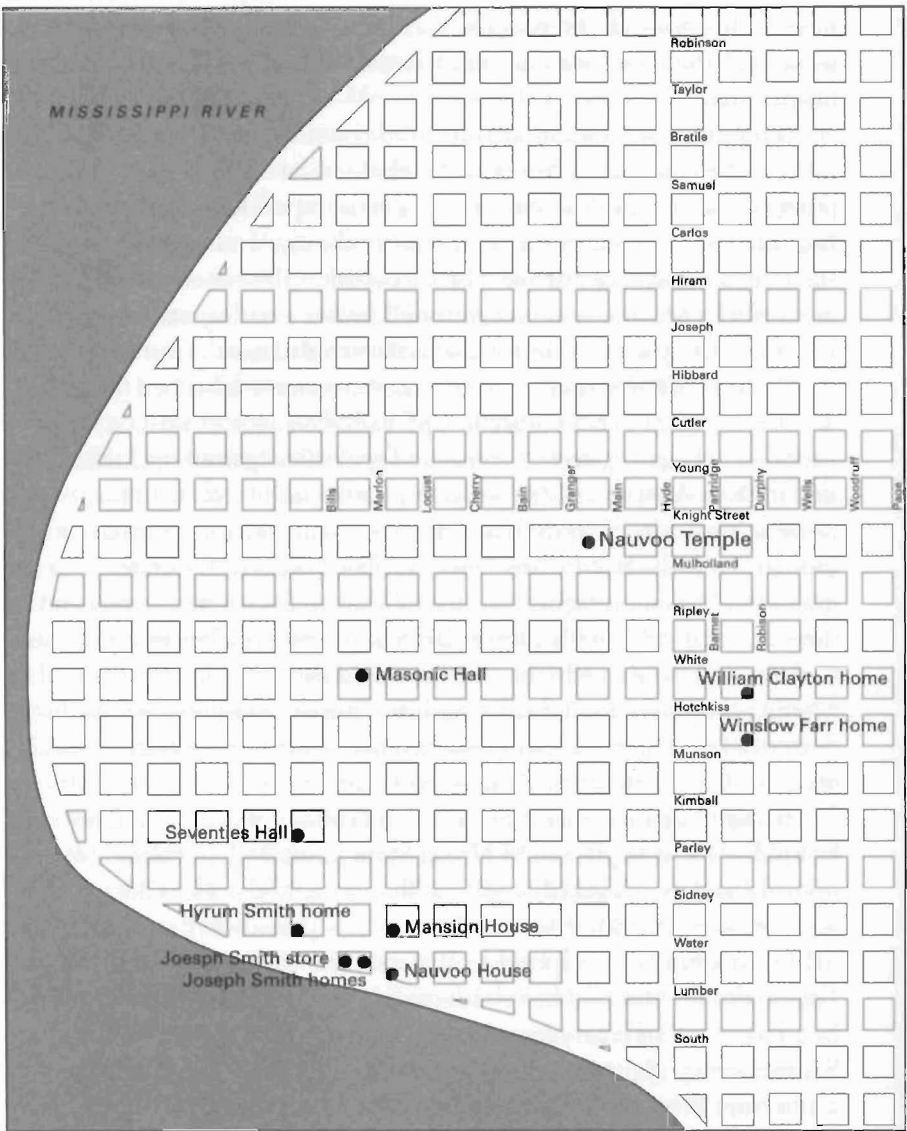 Robinson
MISSISSIPPI RIVER
Taylor
Bratile
Samuel
Carlos
Hiram
Joseph
Hibbard
Cutler
Young
Bills
Marion
Locust
Cherry
Bain
Granger
Main
Hyde
Partridge
Durphy
Wells
Woodruff
Page
Knight Street
Nauvoo Temple
Mulholland
Ripley
Barnet
Robison
White
Masonic Hall
William Clayton home
Hotchkiss
Winslow Farr home
Munson
Kimball
Seventies Hall
Parley
Sidney
Hyrum Smith home
Mansion House
Water
Joesph Smith store
Nauvoo House
Joseph Smith homes
Lumber
South